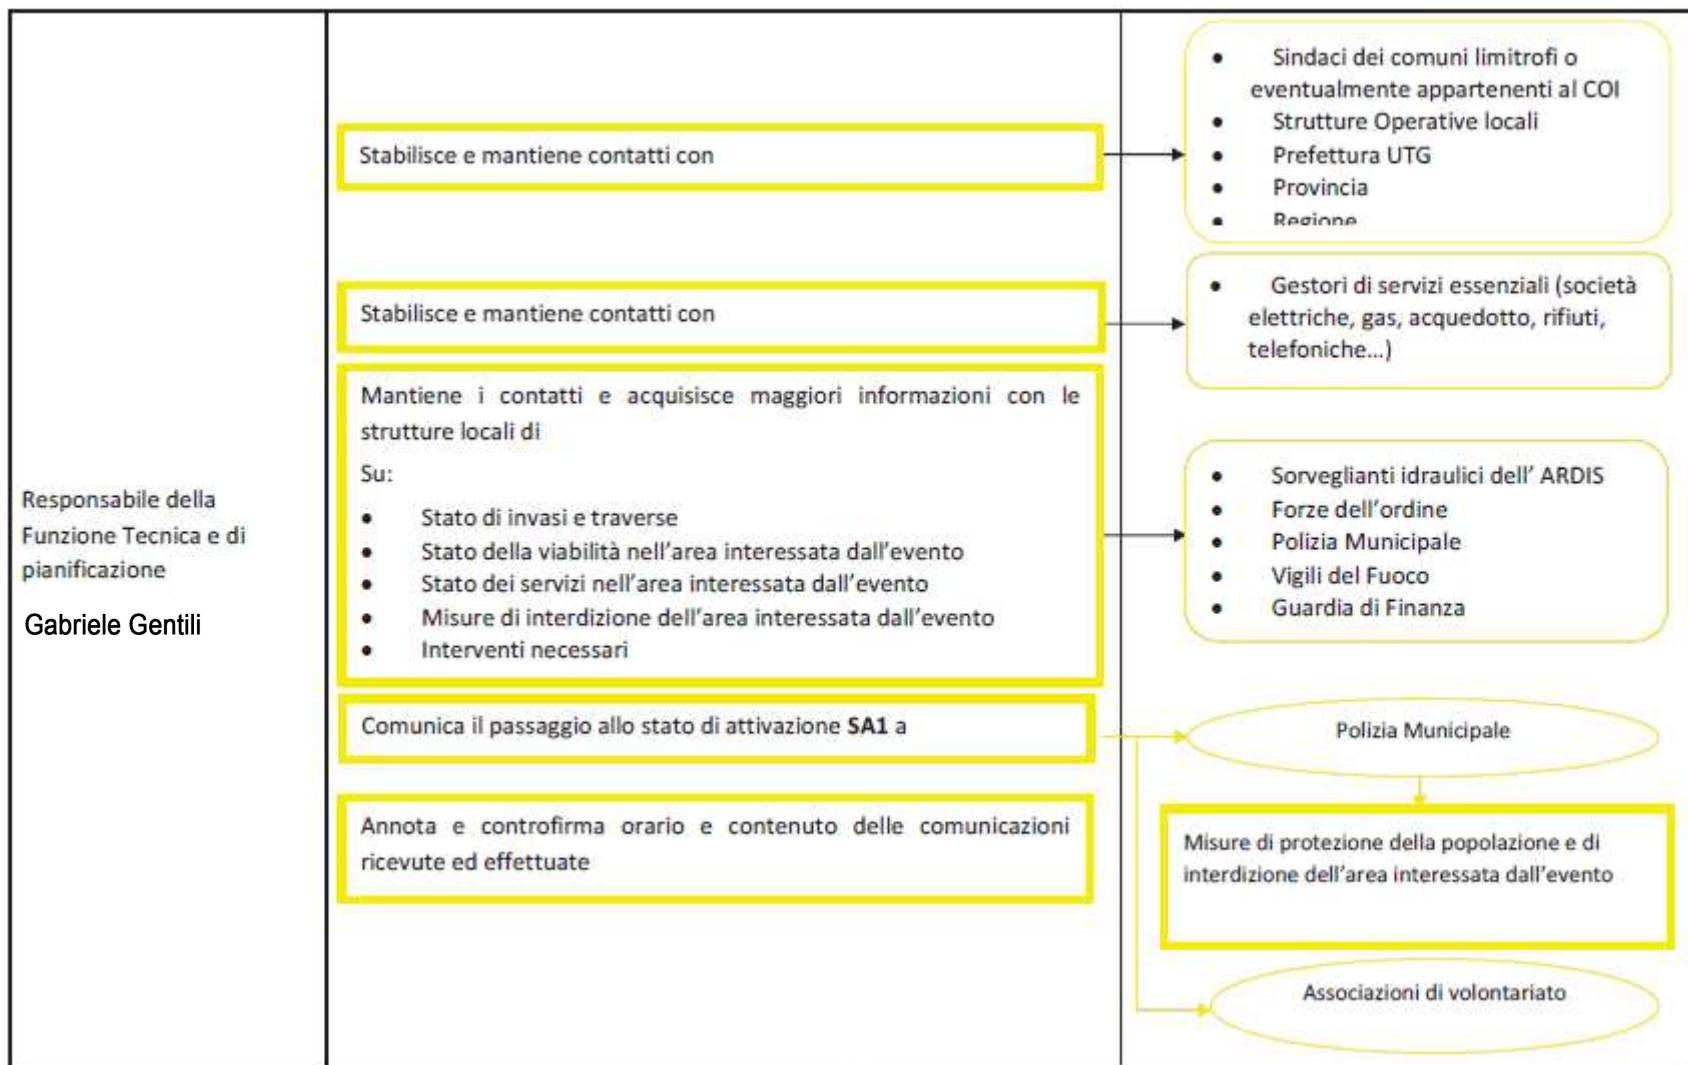 Responsabile della
Funzione Tecnica e di
pianificazione
Gabriele Gentili
Stabilisce e mantiene contatti con
• Sindaci dei comuni limitrofi o
eventualmente appartenenti al COI
• Strutture Operative locali
• Prefettura UTG
• Provincia
• Regione
Stabilisce e mantiene contatti con
• Gestori di servizi essenziali (società
elettriche, gas, acquedotto, rifiuti,
telefoniche...)
Mantiene i contatti e acquisisce maggiori informazioni con le
strutture locali di
Su:
• Stato di invasi e traverse
• Stato della viabilità nell'area interessata dall'evento
• Stato dei servizi nell'area interessata dall'evento
• Misure di interdizione dell'area interessata dall'evento
• Interventi necessari
• Sorveglianti idraulici dell' ARDIS
• Forze dell'ordine
• Polizia Municipale
• Vigili del Fuoco
• Guardia di Finanza
Comunica il passaggio allo stato di attivazione SA1 a
Polizia Municipale
Annota e controfirma orario e contenuto delle comunicazioni
ricevute ed effettuate
Misure di protezione della popolazione e di
interdizione dell'area interessata dall'evento
Associazioni di volontariato